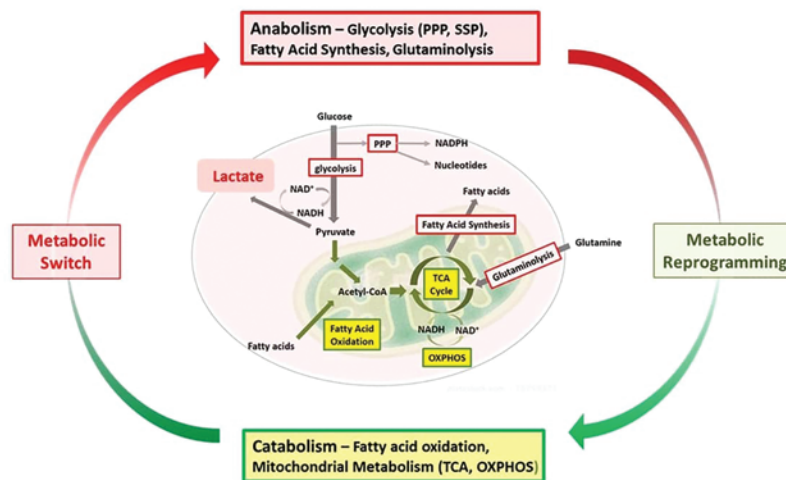 Anabolism – Glycolysis (PPP, SSP),
Fatty Acid Synthesis, Glutaminolysis
Glucose
PPP
NADPH
glycolysis
Nucleotides
Lactate
NAD⁺
Fatty acids
NADH
Fatty Acid Synthesis
Pyruvate
Glutamine
Metabolic
Switch
Metabolic
Reprogramming
Glutaminolysis
TCA
Cycle
Acetyl-CoA
NADH
NAD⁺
Fatty Acid
Oxidation
Fatty acids
OXPHOS
Catabolism – Fatty acid oxidation,
Mitochondrial Metabolism (TCA, OXPHOS)